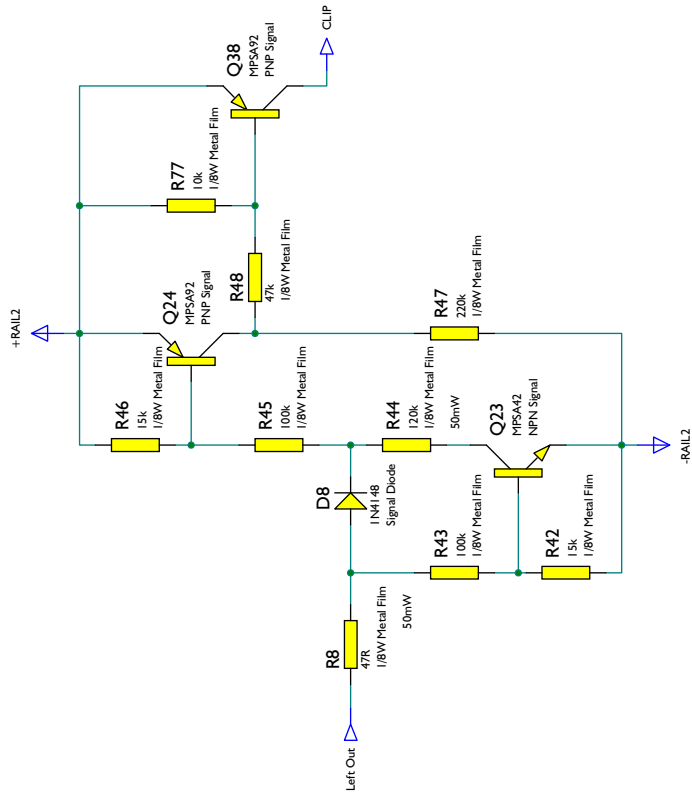 +RAIL2
Q38
MPSA92
PNP Signal
CLIP
R77
10k
1/8W Metal Film
R48
47k
1/8W Metal Film
Q24
MPSA92
PNP Signal
R46
15k
1/8W Metal Film
R45
100k
1/8W Metal Film
R47
220k
1/8W Metal Film
R44
120k
1/8W Metal Film
50mW
Q23
MPSA42
NPN Signal
D8
1N4148
Signal Diode
R43
100k
1/8W Metal Film
R42
15k
1/8W Metal Film
R8
47R
1/8W Metal Film
50mW
Left Out
-RAIL2